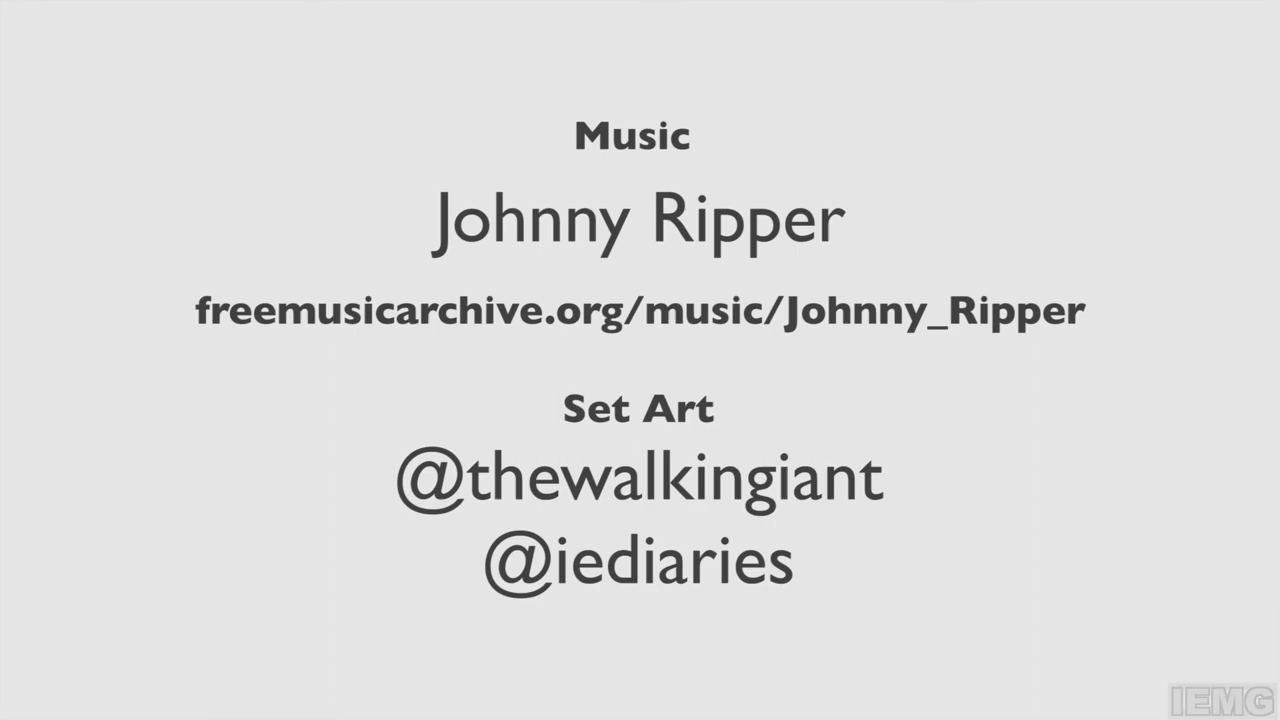 Music
Johnny Ripper
freemusicarchive.org/music/Johnny_Ripper
Set Art
@thewalkingiant
@iediaries
IEMG